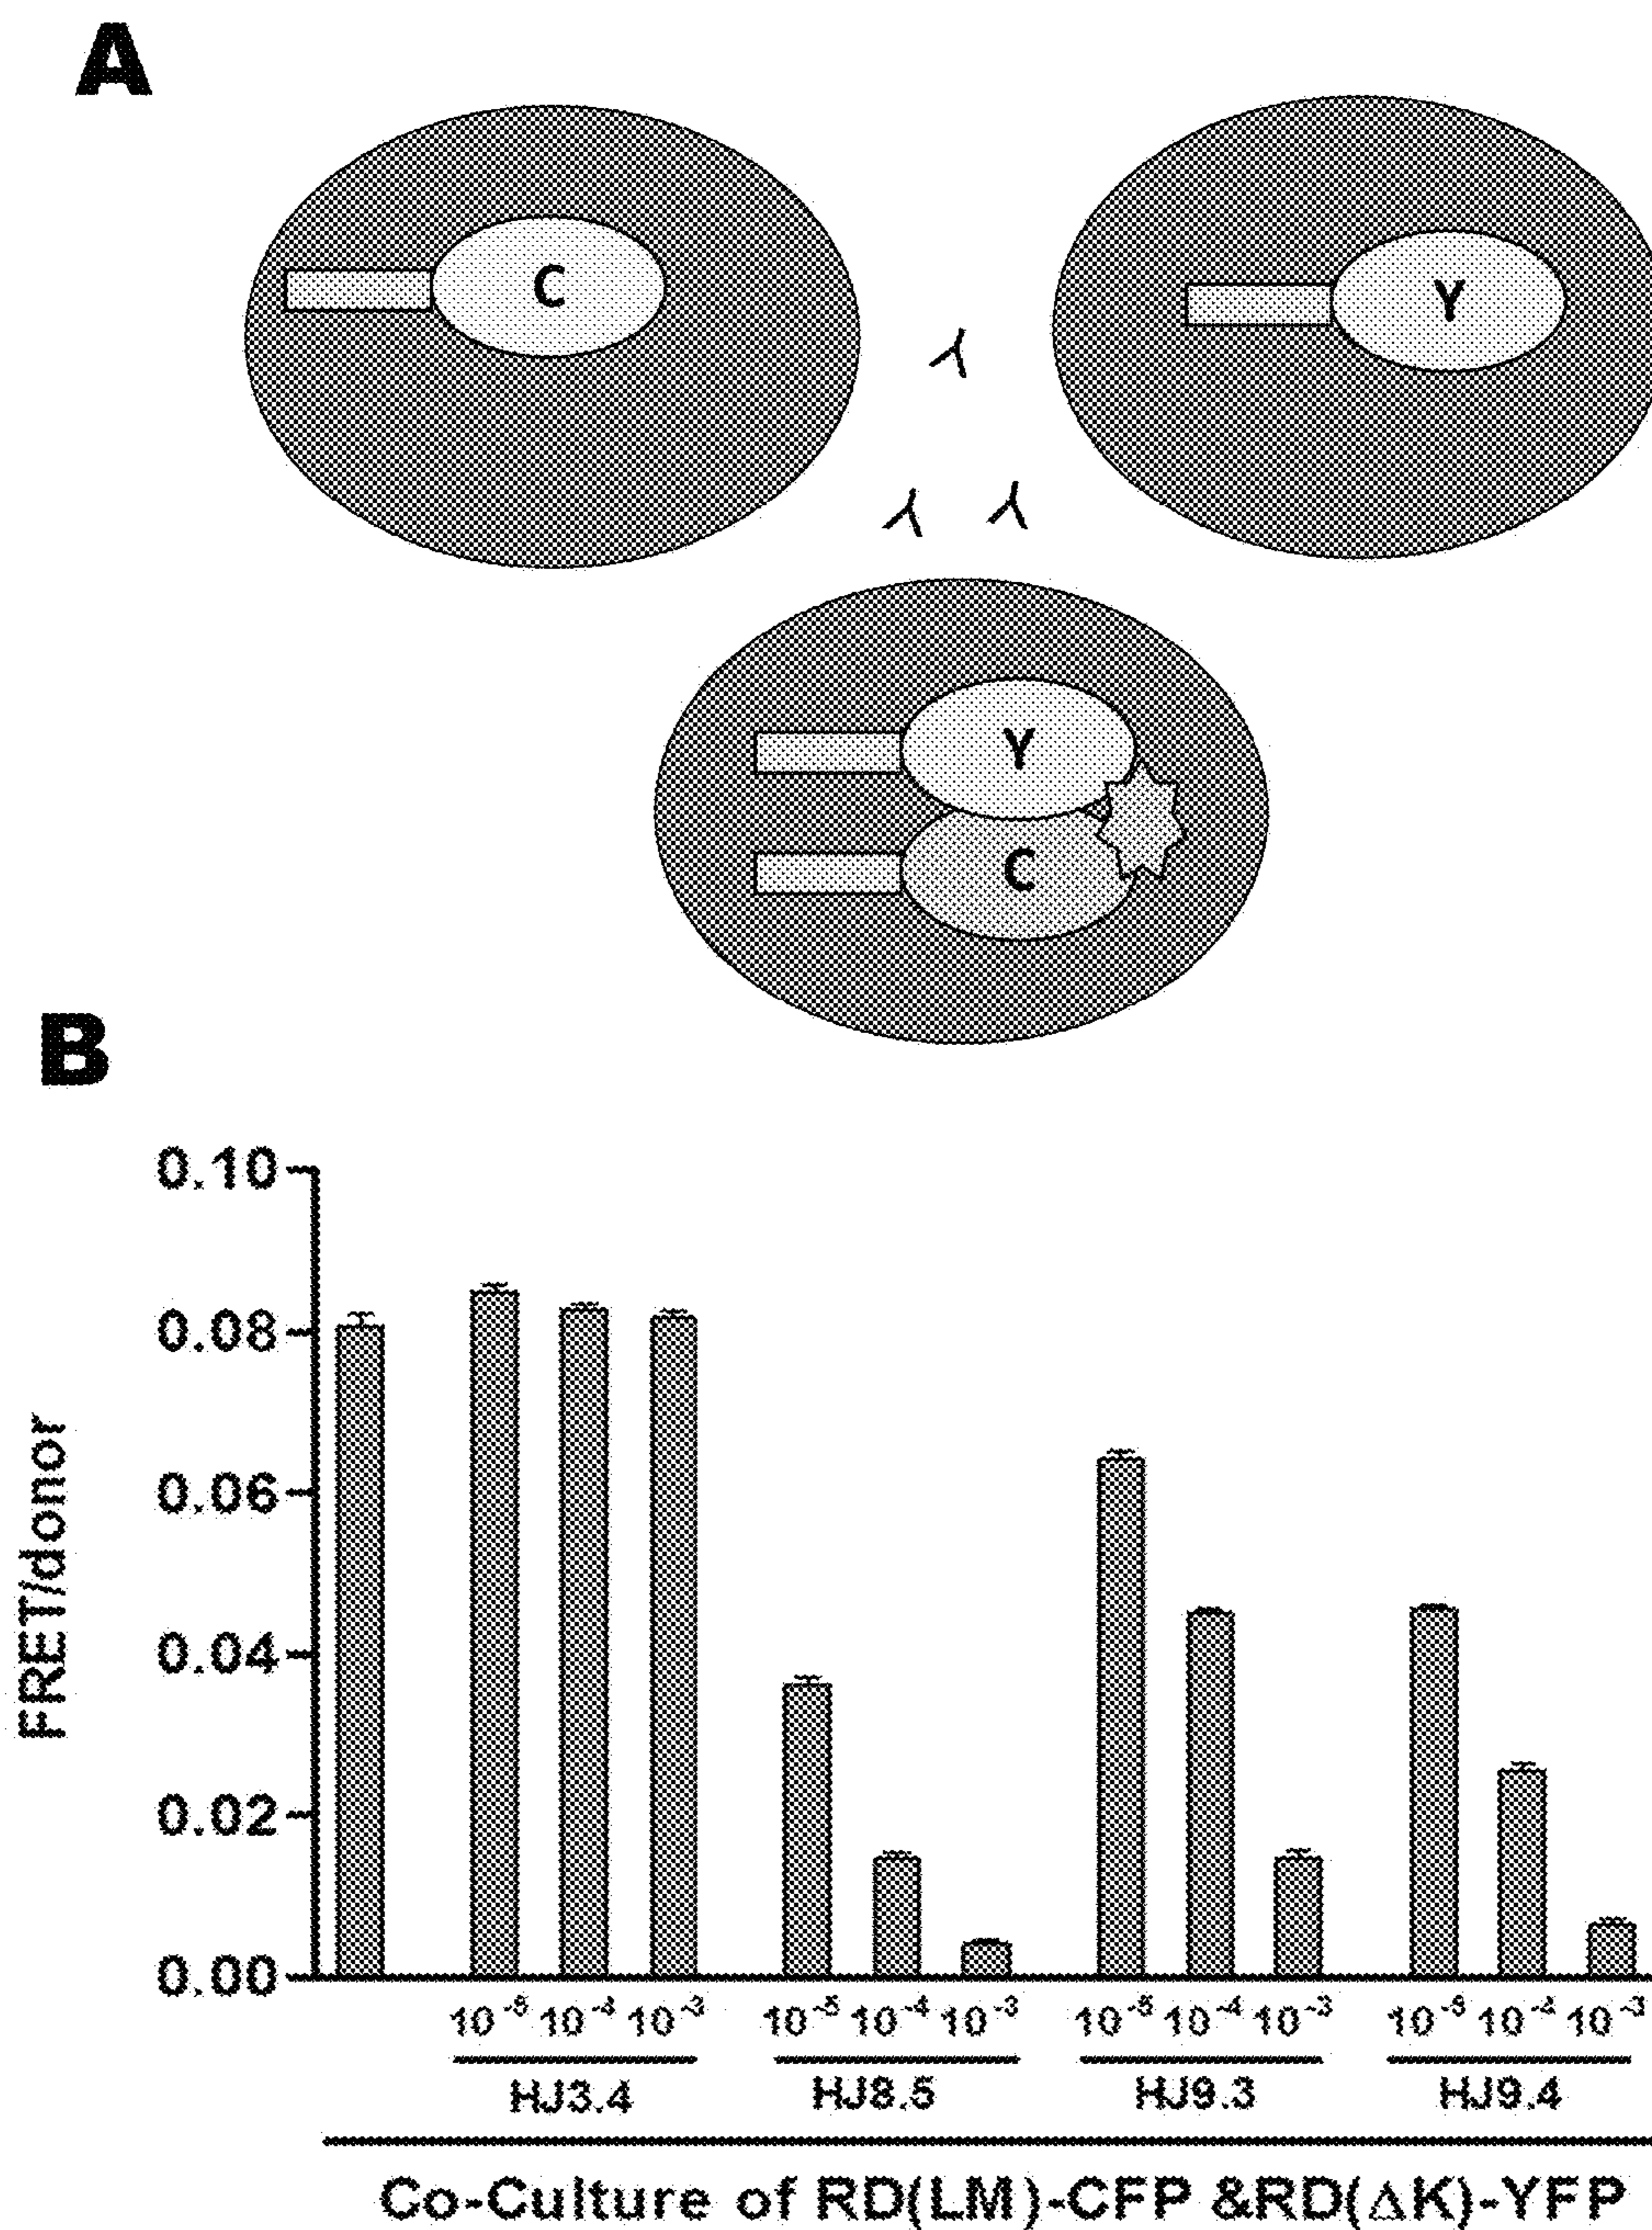 A
C
Y
Y
C
B
0.10
0.08
0.06
0.04
0.02
0.00
FRET/donor
10⁻⁵ 10⁻⁴ 10⁻³ 10⁻⁵ 10⁻⁴ 10⁻³ 10⁻⁵ 10⁻⁴ 10⁻³ 10⁻⁵ 10⁻⁴ 10⁻³
HJ3.4 HJ8.5 HJ9.3 HJ9.4
Co-Culture of RD(LM)-CFP &RD(ΔK)-YFP